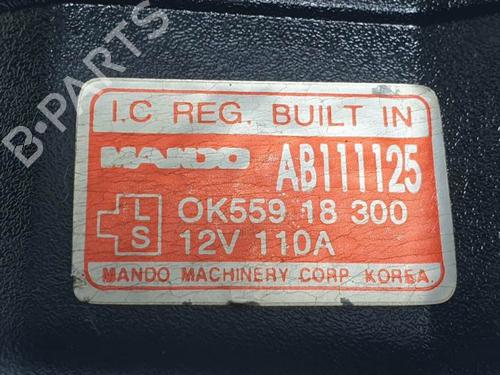 B-PARTS
I.C REG. BUILT IN
MANDO AB111125
L
S
OK559 18 300
12V 110A
MANDO MACHINERY CORP. KOREA.